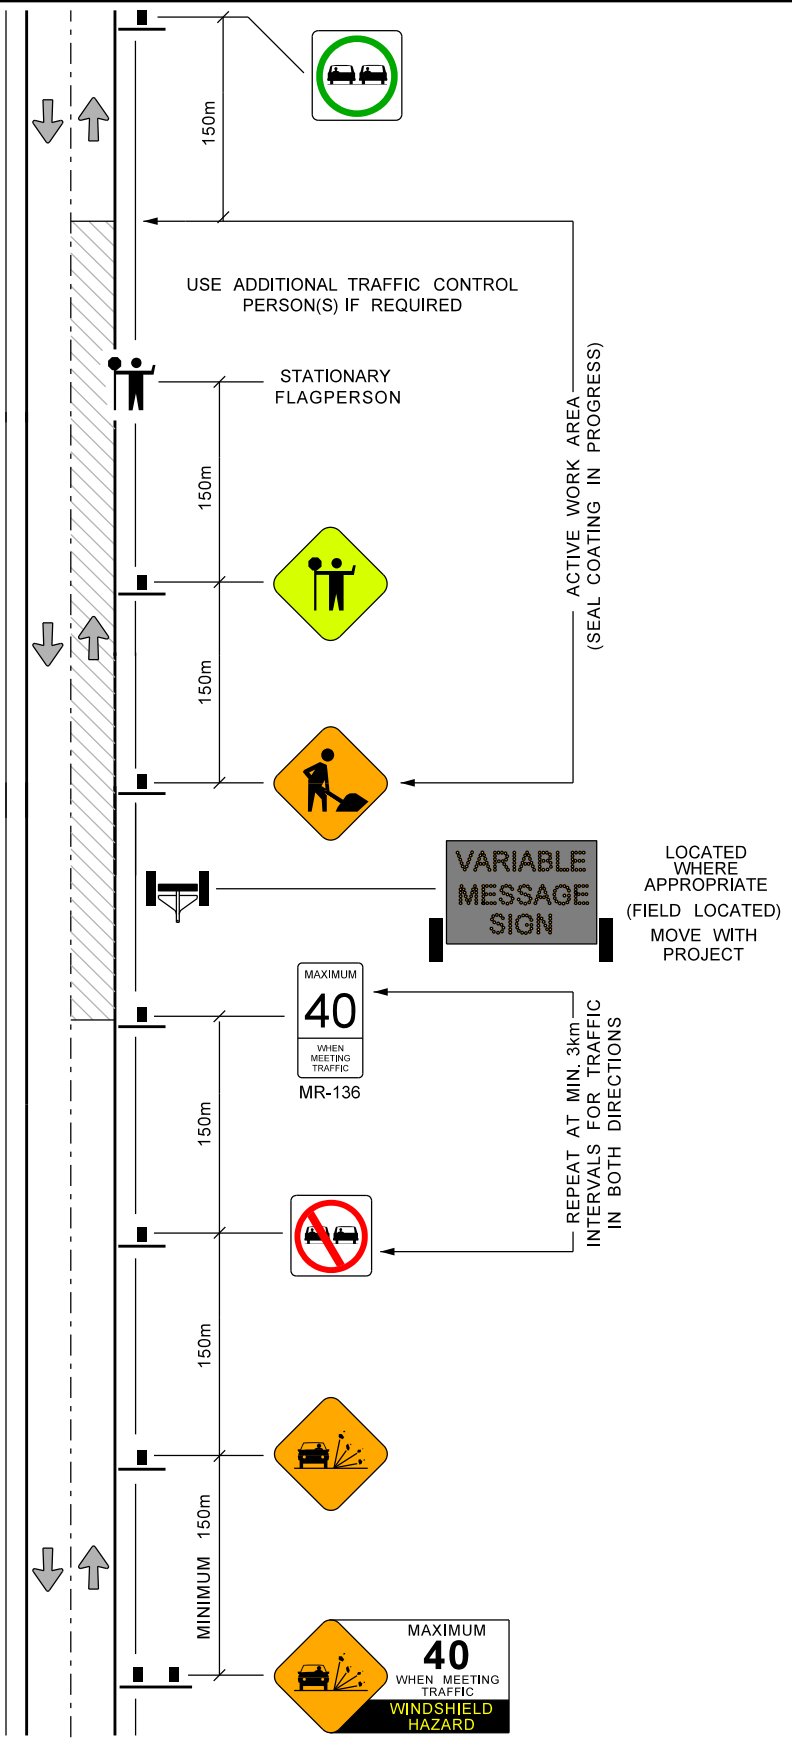 150m
USE ADDITIONAL TRAFFIC CONTROL
PERSON(S) IF REQUIRED
STATIONARY
FLAGPERSON
150m
ACTIVE WORK AREA
(SEAL COATING IN PROGRESS)
150m
VARIABLE
MESSAGE
SIGN
LOCATED
WHERE
APPROPRIATE
(FIELD LOCATED)
MOVE WITH
PROJECT
MAXIMUM
40
WHEN
MEETING
TRAFFIC
MR-136
150m
REPEAT AT MIN. 3km
INTERVALS FOR TRAFFIC
IN BOTH DIRECTIONS
150m
MINIMUM 150m
MAXIMUM
40
WHEN MEETING
TRAFFIC
WINDSHIELD
HAZARD